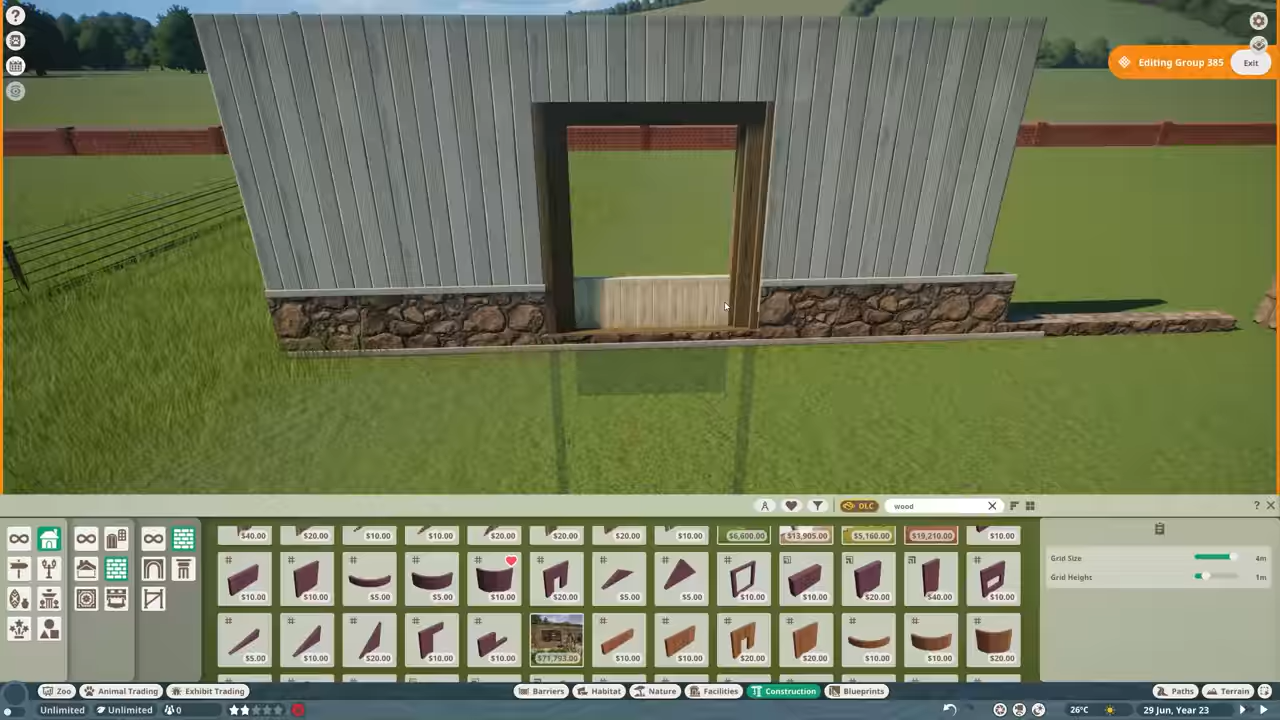 Editing Group 385 Exit
DLC wood
$40.00 $20.00 $10.00 $20.00 $20.00 $20.00 $20.00 $10.00 $6,600.00 $13,905.00 $5,160.00 $19,210.00 $10.00
$10.00 $10.00 $5.00 $5.00 $10.00 $20.00 $5.00 $5.00 $10.00 $10.00 $20.00 $40.00 $10.00
$5.00 $10.00 $20.00 $10.00 $10.00 $71,793.00 $10.00 $10.00 $20.00 $20.00 $10.00 $10.00 $20.00
Grid Size 4m
Grid Height 1m
Zoo Animal Trading Exhibit Trading Barriers Habitat Nature Facilities Construction Blueprints Paths Terrain
Unlimited Unlimited 0 26°C 29 Jun, Year 23